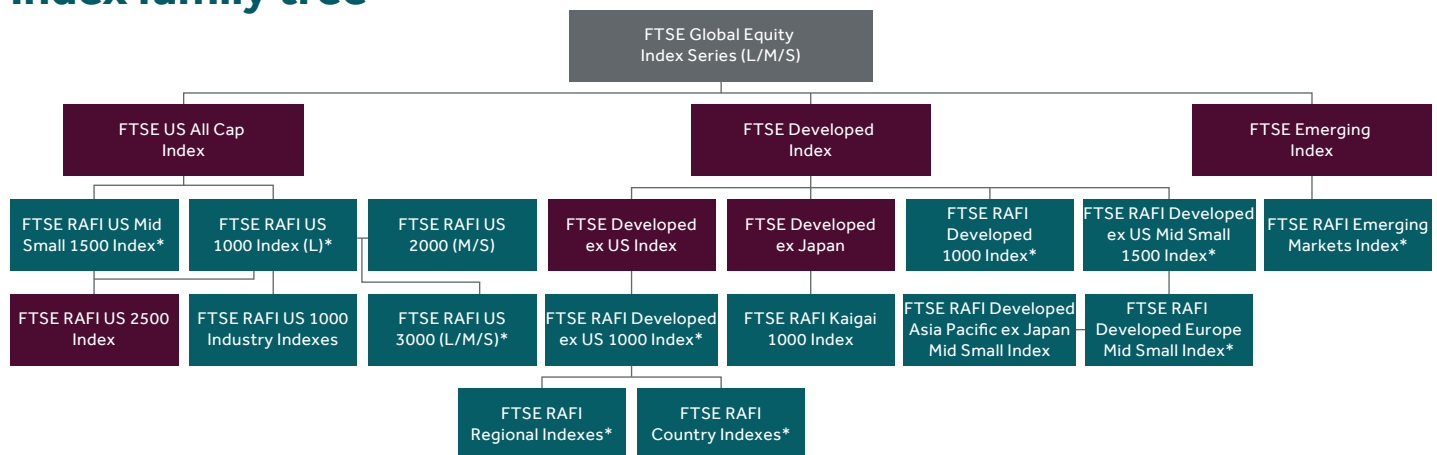 Index family tree
FTSE Global Equity
Index Series (L/M/S)
FTSE US All Cap
Index
FTSE Developed
Index
FTSE Emerging
Index
FTSE RAFI US Mid
Small 1500 Index*
FTSE RAFI US
1000 Index (L)*
FTSE RAFI US
2000 (M/S)
FTSE Developed
ex US Index
FTSE Developed
ex Japan
FTSE RAFI
Developed
1000 Index*
FTSE RAFI Developed
ex US Mid Small
1500 Index*
FTSE RAFI Emerging
Markets Index*
FTSE RAFI US 2500
Index
FTSE RAFI US 1000
Industry Indexes
FTSE RAFI US
3000 (L/M/S)*
FTSE RAFI Developed
ex US 1000 Index*
FTSE RAFI Kaigai
1000 Index
FTSE RAFI Developed
Asia Pacific ex Japan
Mid Small Index
FTSE RAFI
Developed Europe
Mid Small Index*
FTSE RAFI
Regional Indexes*
FTSE RAFI
Country Indexes*